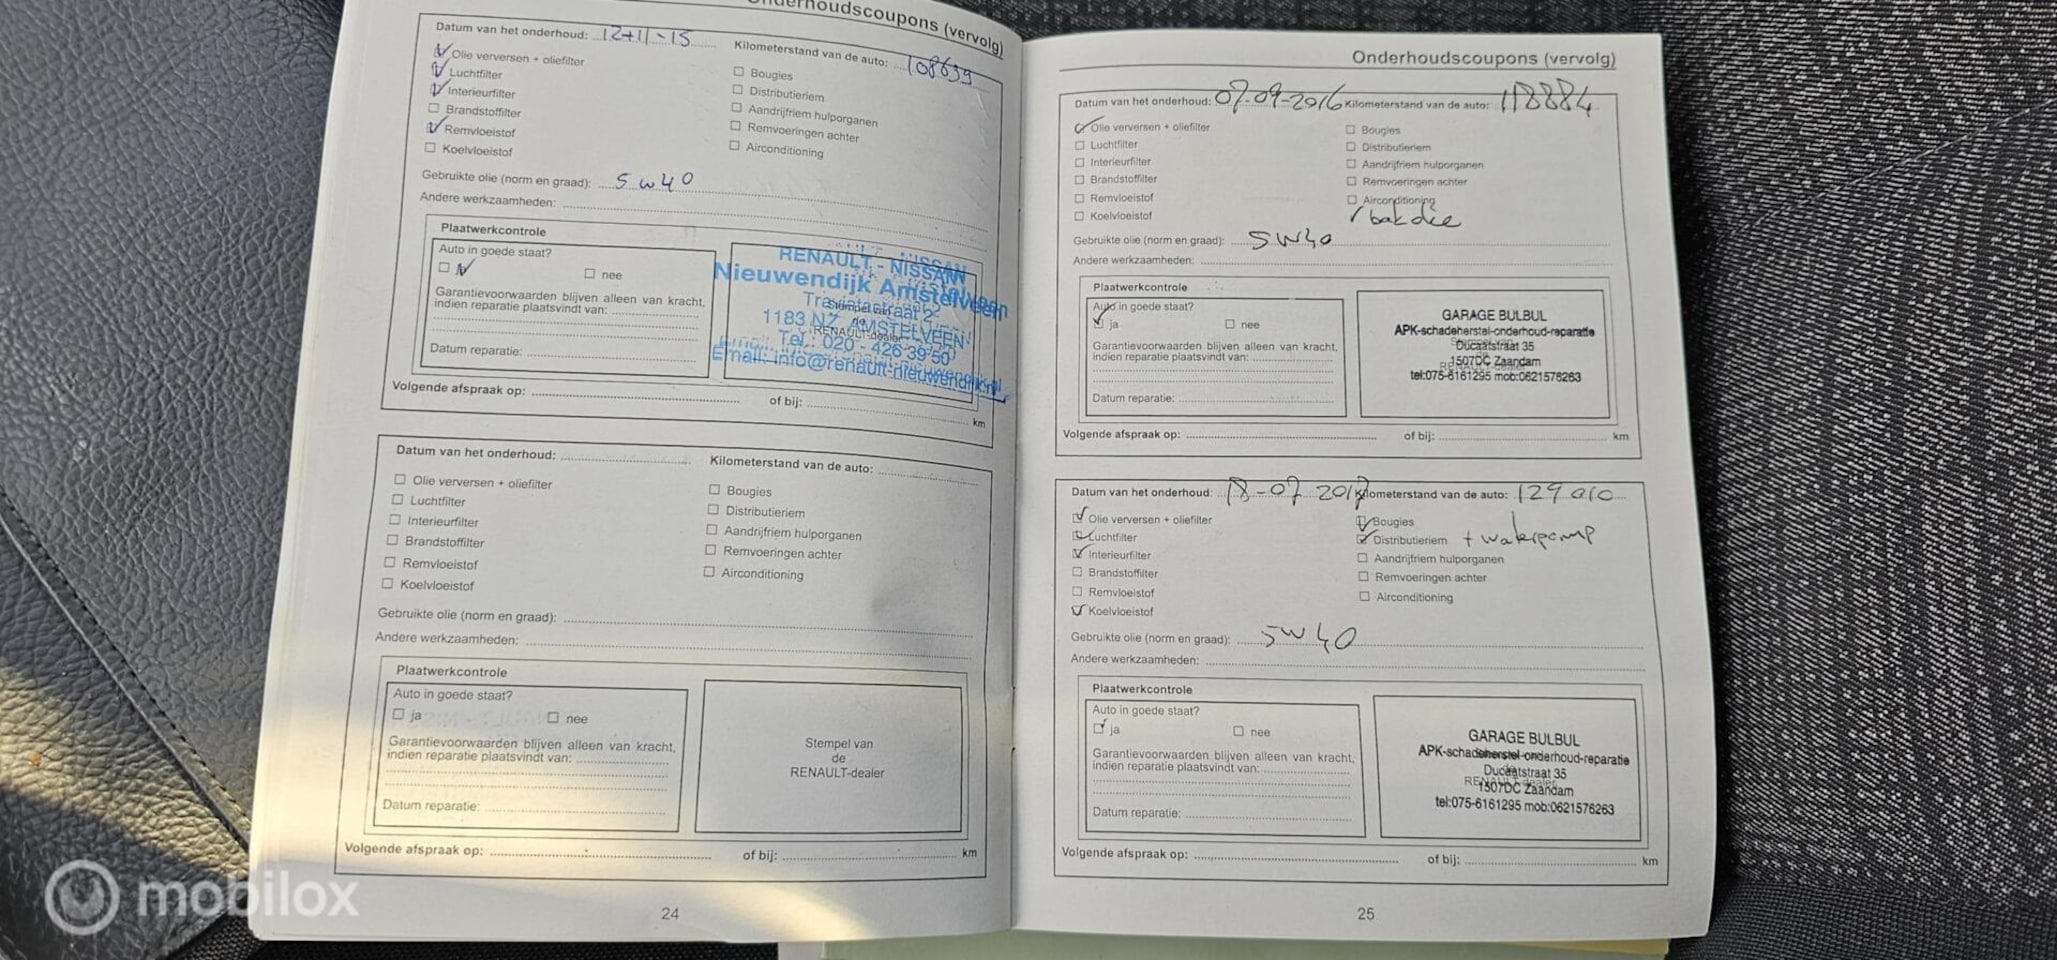 Onderhoudscoupons (vervolg)
Datum van het onderhoud: 12-11-15 Kilometerstand van de auto: 108639
Olie verversen + oliefilter
Luchtfilter
Interieurfilter
Brandstoffilter
Remvloeistof
Koelvloeistof
Bougies
Distributieriem
Aandrijfriem hulporganen
Remvoeringen achter
Airconditioning
Gebruikte olie (norm en graad): 5w40
Andere werkzaamheden:
Plaatwerkcontrole
Auto in goede staat?
nee
Garantievoorwaarden blijven alleen van kracht,
indien reparatie plaatsvindt van:
Datum reparatie:
RENAULT - NISSAN
Nieuwendijk Amstelveen
Traviatastraat 2
1183 NZ AMSTELVEEN
Tel.: 020 - 426 39 50
Email: info@renault-nieuwendijk.nl
Volgende afspraak op: of bij: km
Datum van het onderhoud: Kilometerstand van de auto:
Olie verversen + oliefilter
Luchtfilter
Interieurfilter
Brandstoffilter
Remvloeistof
Koelvloeistof
Bougies
Distributieriem
Aandrijfriem hulporganen
Remvoeringen achter
Airconditioning
Gebruikte olie (norm en graad):
Andere werkzaamheden:
Plaatwerkcontrole
Auto in goede staat?
ja nee
Garantievoorwaarden blijven alleen van kracht,
indien reparatie plaatsvindt van:
Datum reparatie:
Stempel van
de
RENAULT-dealer
Volgende afspraak op: of bij: km
24
Onderhoudscoupons (vervolg)
Datum van het onderhoud: 07-09-2016 Kilometerstand van de auto: 118884
Olie verversen + oliefilter
Luchtfilter
Interieurfilter
Brandstoffilter
Remvloeistof
Koelvloeistof
Bougies
Distributieriem
Aandrijfriem hulporganen
Remvoeringen achter
Airconditioning
Gebruikte olie (norm en graad): 5W40
Andere werkzaamheden:
Plaatwerkcontrole
Auto in goede staat?
ja nee
Garantievoorwaarden blijven alleen van kracht,
indien reparatie plaatsvindt van:
Datum reparatie:
GARAGE BULBUL
APK-schadeherstel-onderhoud-reparatie
Ducaatstraat 35
1507DC Zaandam
tel:075-6161295 mob:0621576263
Volgende afspraak op: of bij: km
Datum van het onderhoud: 18-07 2017 Kilometerstand van de auto: 129010
Olie verversen + oliefilter
Luchtfilter
Interieurfilter
Brandstoffilter
Remvloeistof
Koelvloeistof
Bougies
Distributieriem + waterpomp
Aandrijfriem hulporganen
Remvoeringen achter
Airconditioning
Gebruikte olie (norm en graad): 5W40
Andere werkzaamheden:
Plaatwerkcontrole
Auto in goede staat?
ja nee
Garantievoorwaarden blijven alleen van kracht,
indien reparatie plaatsvindt van:
Datum reparatie:
GARAGE BULBUL
APK-schadeherstel-onderhoud-reparatie
Ducaatstraat 35
1507DC Zaandam
tel:075-6161295 mob:0621576263
Volgende afspraak op: of bij: km
25
mobilox